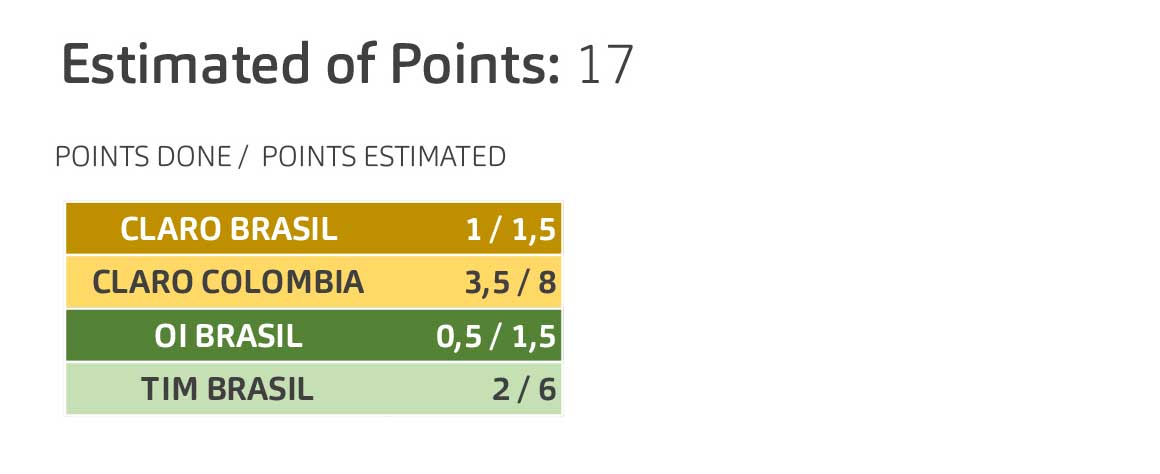 Estimated of Points: 17
POINTS DONE / POINTS ESTIMATED
CLARO BRASIL 1 / 1,5
CLARO COLOMBIA 3,5 / 8
OI BRASIL 0,5 / 1,5
TIM BRASIL 2 / 6